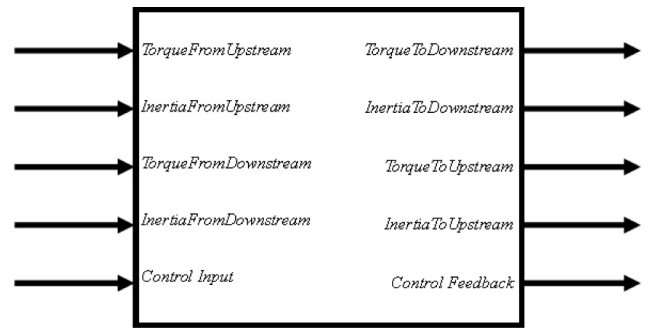 TorqueFromUpstream
TorqueToDownstream
InertiaFromUpstream
InertiaToDownstream
TorqueFromDownstream
TorqueToUpstream
InertiaFromDownstream
InertiaToUpstream
Control Input
Control Feedback